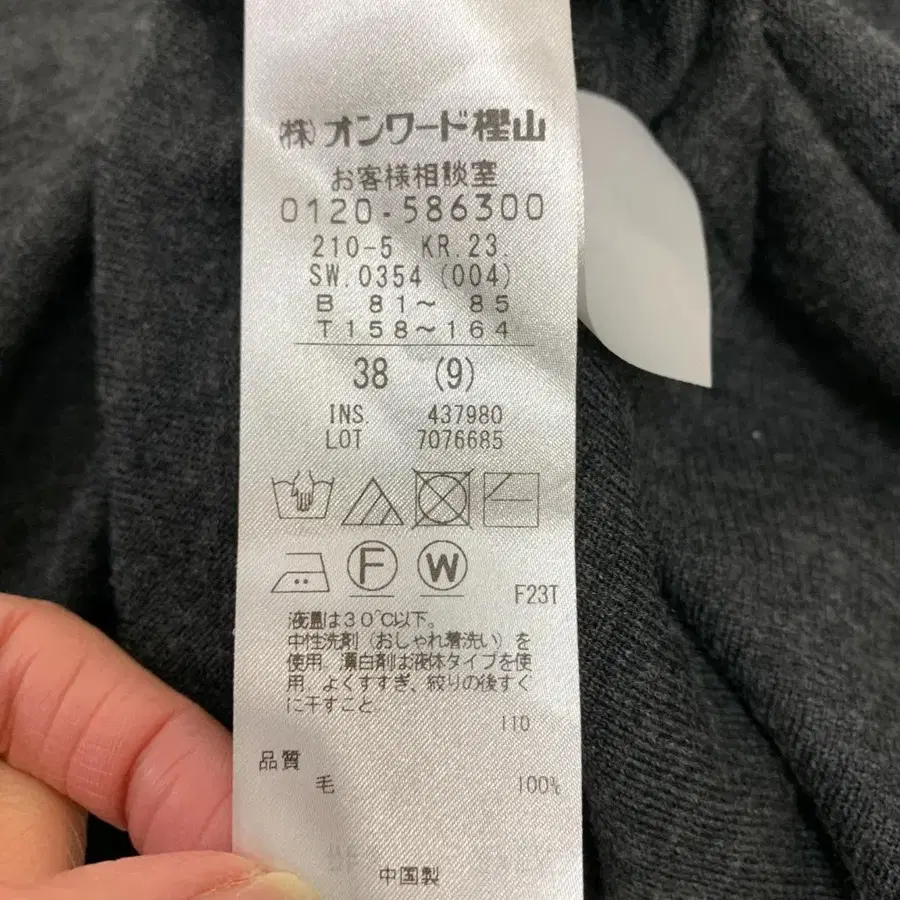 (株)オンワード樫山
お客様相談室
0120-586300
210-5 KR.23.
SW.0354 (004)
B 81～ 85
T158～164
38 (9)
INS. 437980
LOT 7076685
F
W
F23T
液温は30℃以下。
中性洗剤(おしゃれ着洗い)を
使用。漂白剤は液体タイプを使
用。よくすすぎ、絞りの後すぐ
に干すこと。
110
品質
毛 100%
中国製